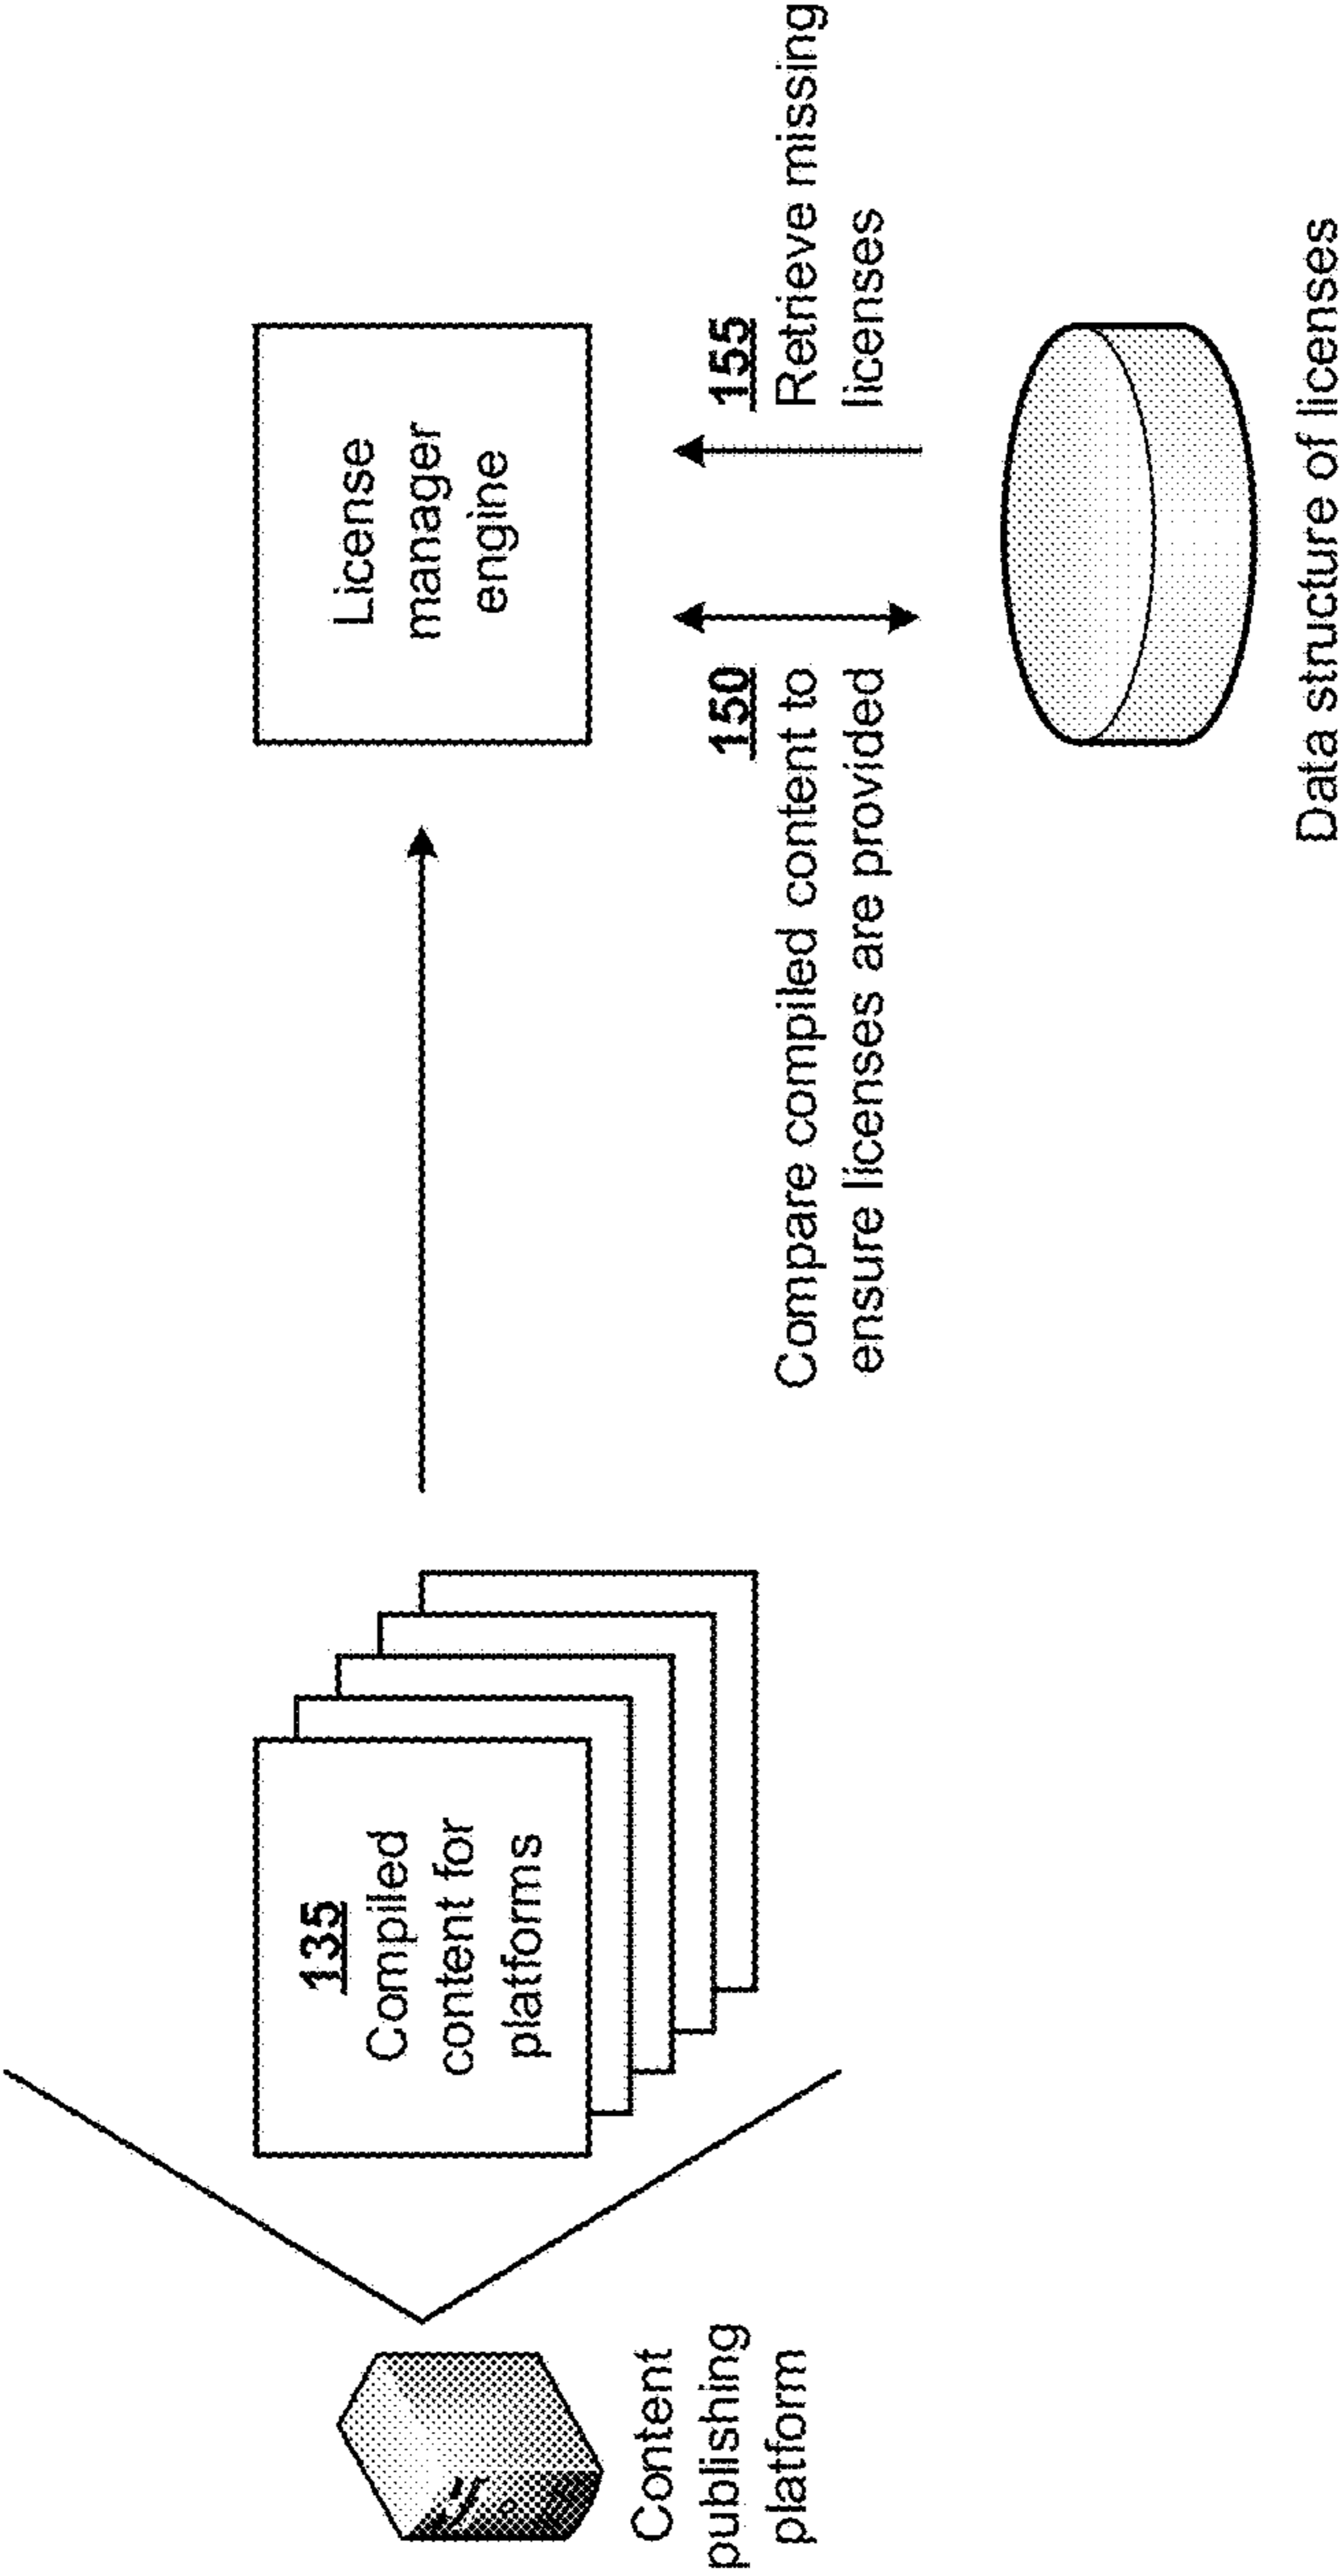 Content
publishing
platform
135
Compiled
content for
platforms
License
manager
engine
150
Compare compiled content to
ensure licenses are provided
155
Retrieve missing
licenses
Data structure of licenses